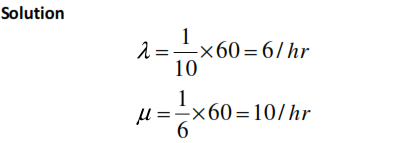 Solution
λ = 1/10 × 60 = 6/hr
μ = 1/6 × 60 = 10/hr